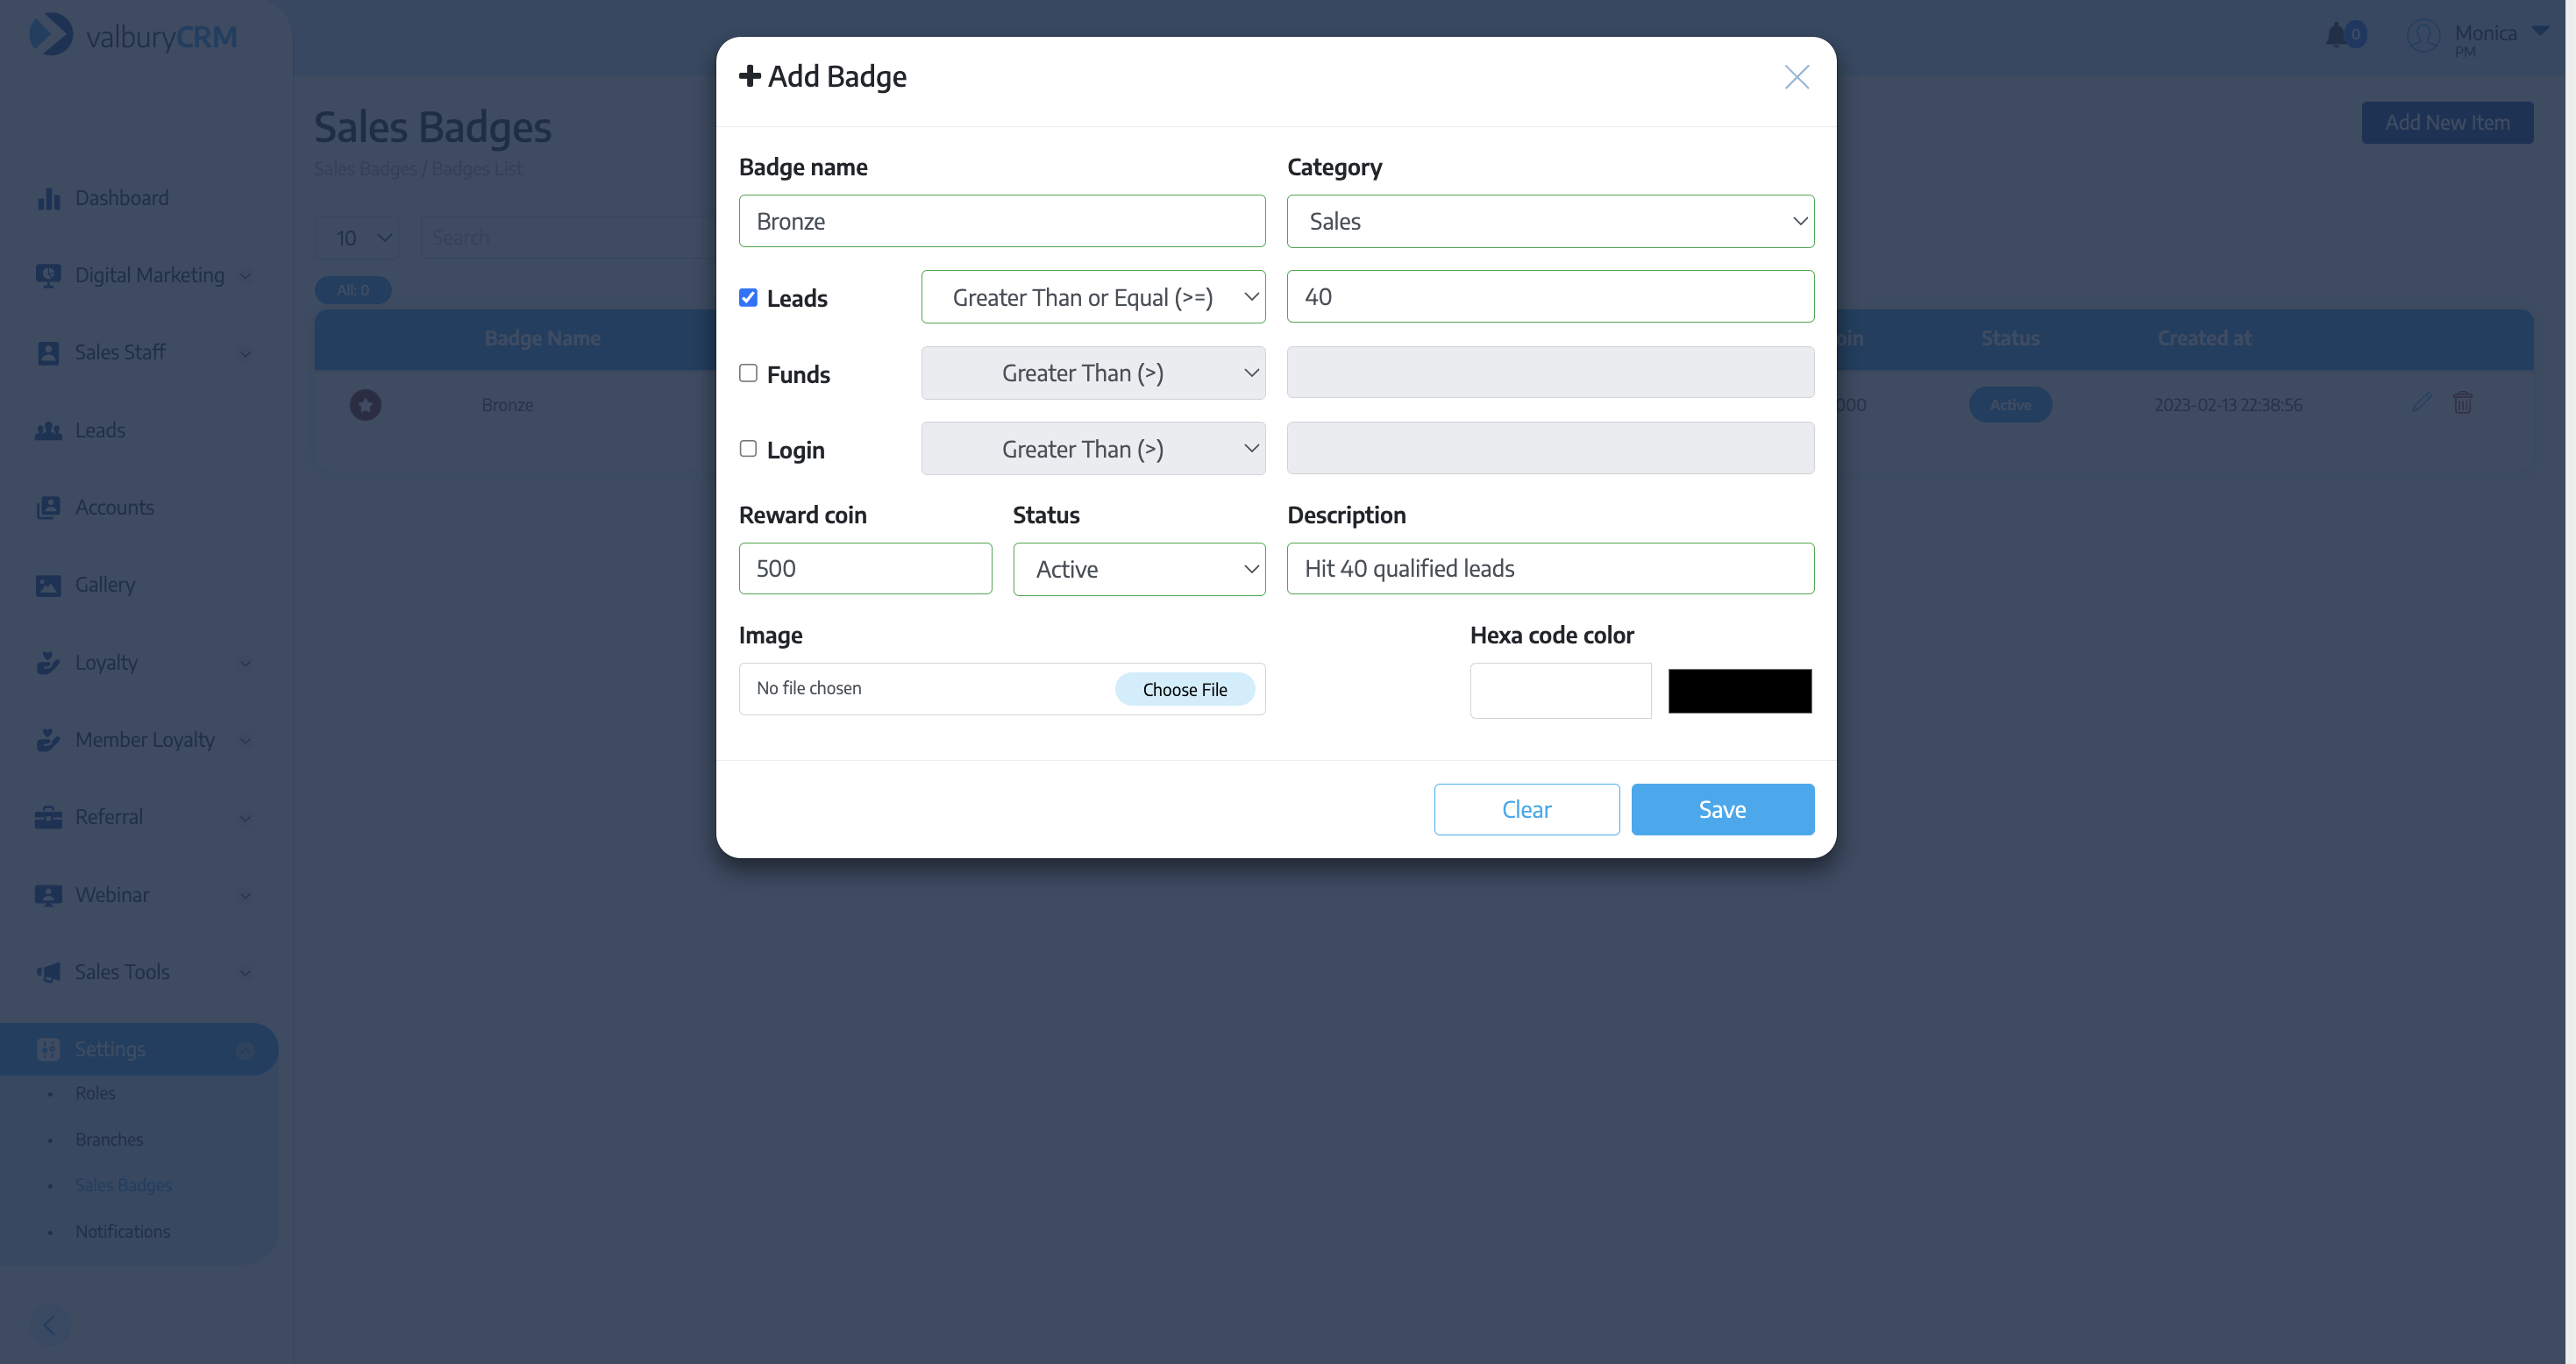 valburyCRM
0
Monica
PM
Dashboard
Digital Marketing
Sales Staff
Leads
Accounts
Gallery
Loyalty
Member Loyalty
Referral
Webinar
Sales Tools
Settings
Roles
Branches
Sales Badges
Notifications
Sales Badges
Sales Badges / Badges List
Add New Item
10
Search
All: 0
Badge Name
oin
Status
Created at
Bronze
000
Active
2023-02-13 22:38:56
Add Badge
Badge name
Category
Bronze
Sales
Leads
Greater Than or Equal (>=)
40
Funds
Greater Than (>)
Login
Greater Than (>)
Reward coin
Status
Description
500
Active
Hit 40 qualified leads
Image
Hexa code color
No file chosen
Choose File
Clear
Save